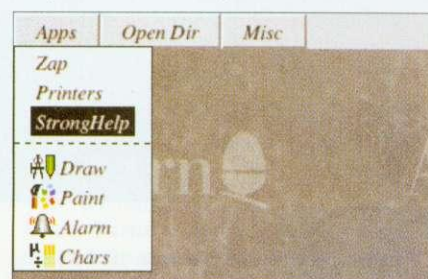 Apps Open Dir Misc
Zap
Printers
StrongHelp
Draw
Paint
Alarm
Chars